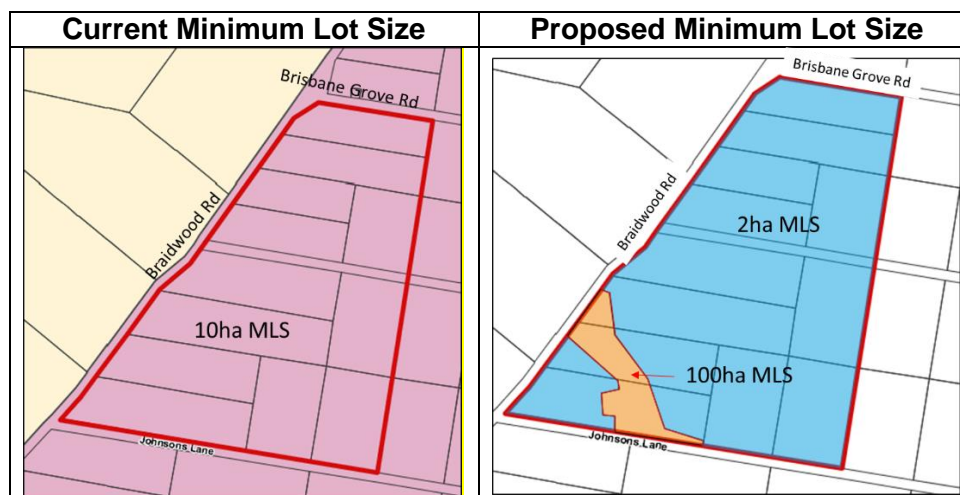 Current Minimum Lot Size
Proposed Minimum Lot Size
Brisbane Grove Rd
Braidwood Rd
10ha MLS
Johnsons Lane
Brisbane Grove Rd
Braidwood Rd
2ha MLS
100ha MLS
Johnsons Lane